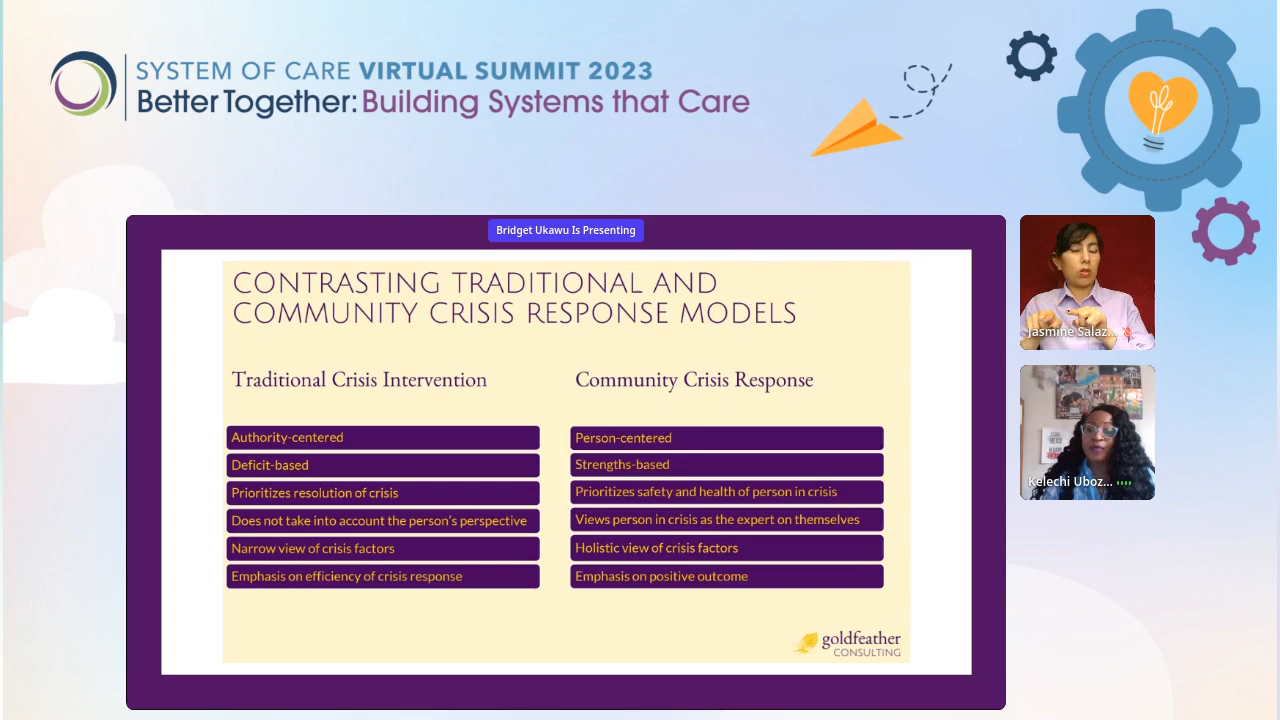 SYSTEM OF CARE VIRTUAL SUMMIT 2023
Better Together: Building Systems that Care
Bridget Ukawu Is Presenting
CONTRASTING TRADITIONAL AND
COMMUNITY CRISIS RESPONSE MODELS
Traditional Crisis Intervention
Authority-centered
Deficit-based
Prioritizes resolution of crisis
Does not take into account the person's perspective
Narrow view of crisis factors
Emphasis on efficiency of crisis response
Community Crisis Response
Person-centered
Strengths-based
Prioritizes safety and health of person in crisis
Views person in crisis as the expert on themselves
Holistic view of crisis factors
Emphasis on positive outcome
goldfeather
CONSULTING
Jasmine Salaz...
Kelechi Uboz...